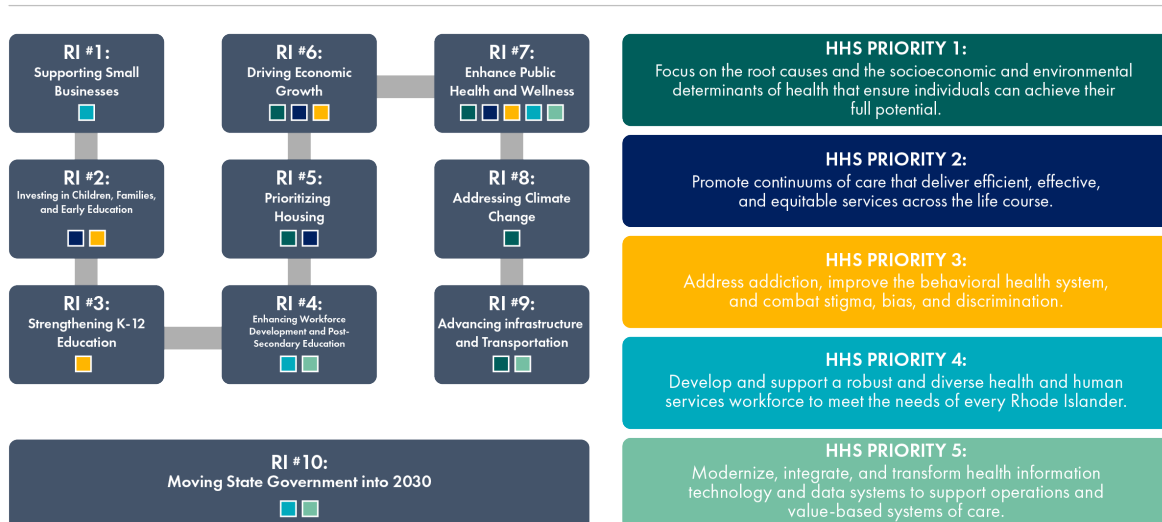 RI #1:
Supporting Small
Businesses
RI #2:
Investing in Children, Families,
and Early Education
RI #3:
Strengthening K-12
Education
RI #6:
Driving Economic
Growth
RI #5:
Prioritizing
Housing
RI #4:
Enhancing Workforce
Development and Post-
Secondary Education
RI #7:
Enhance Public
Health and Wellness
RI #8:
Addressing Climate
Change
RI #9:
Advancing infrastructure
and Transportation
RI #10:
Moving State Government into 2030
HHS PRIORITY 1:
Focus on the root causes and the socioeconomic and environmental
determinants of health that ensure individuals can achieve their
full potential.
HHS PRIORITY 2:
Promote continuums of care that deliver efficient, effective,
and equitable services across the life course.
HHS PRIORITY 3:
Address addiction, improve the behavioral health system,
and combat stigma, bias, and discrimination.
HHS PRIORITY 4:
Develop and support a robust and diverse health and human
services workforce to meet the needs of every Rhode Islander.
HHS PRIORITY 5:
Modernize, integrate, and transform health information
technology and data systems to support operations and
value-based systems of care.